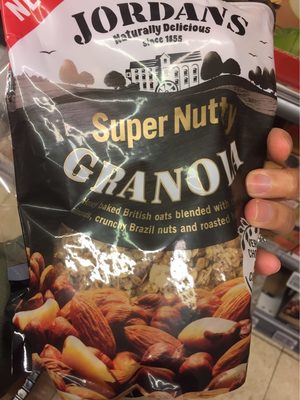 JORDANS
Naturally Delicious
Since 1855
Super Nutty
GRANOLA
baked British oats blended with
crunchy Brazil nuts and roasted